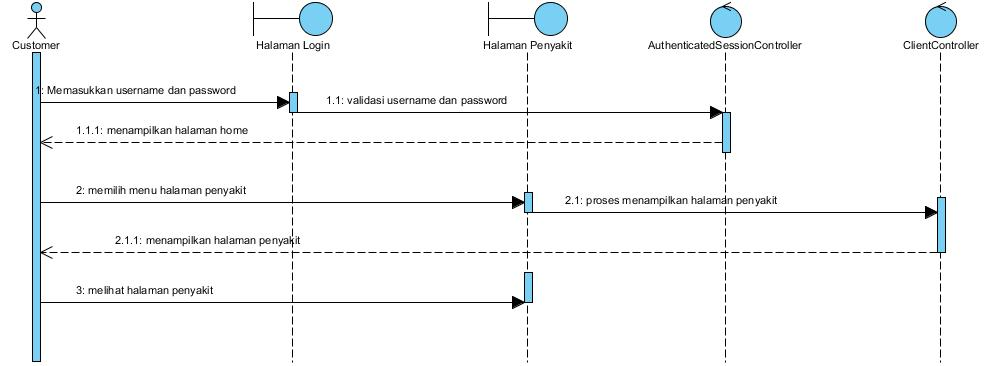 Customer
Halaman Login
Halaman Penyakit
AuthenticatedSessionController
ClientController
1: Memasukkan username dan password
1.1: validasi username dan password
1.1.1: menampilkan halaman home
2: memilih menu halaman penyakit
2.1: proses menampilkan halaman penyakit
2.1.1: menampilkan halaman penyakit
3: melihat halaman penyakit